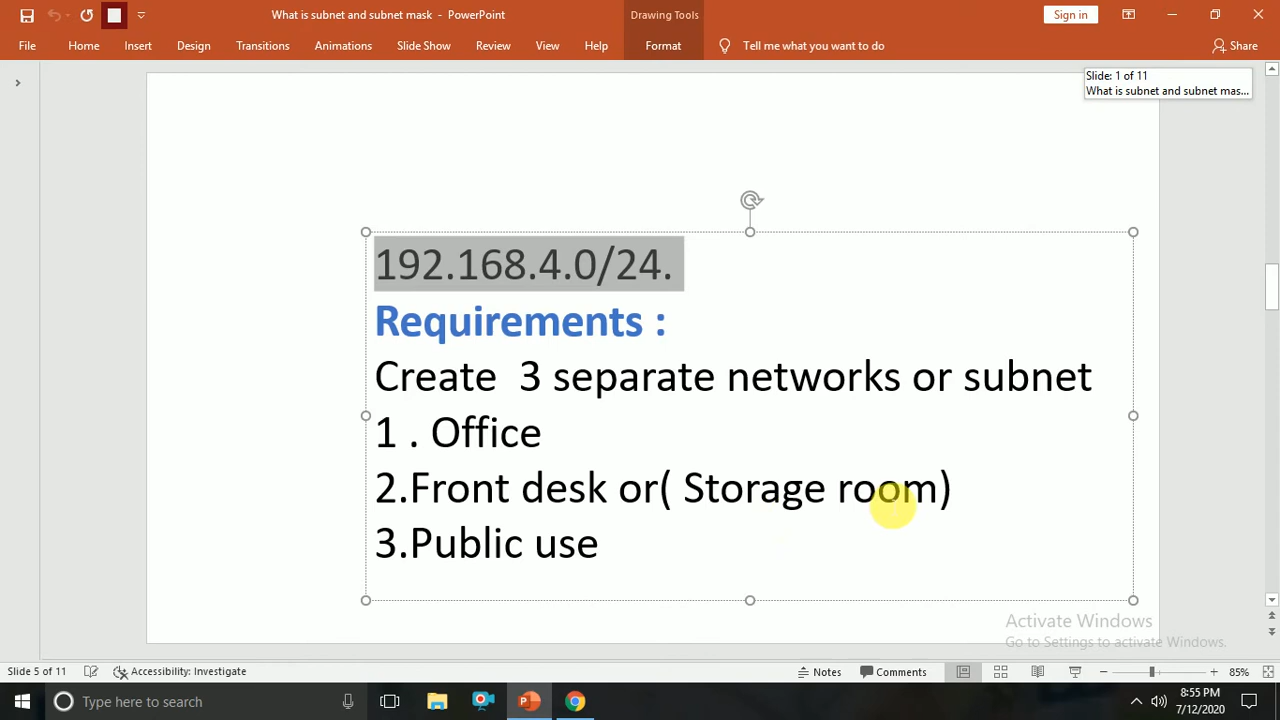 What is subnet and subnet mask - PowerPoint
Drawing Tools
Sign in
File
Home
Insert
Design
Transitions
Animations
Slide Show
Review
View
Help
Format
Tell me what you want to do
Share
Slide: 1 of 11
What is subnet and subnet mas...
192.168.4.0/24.
Requirements :
Create 3 separate networks or subnet
1 . Office
2.Front desk or( Storage room)
3.Public use
Activate Windows
Go to Settings to activate Windows.
Slide 5 of 11
Accessibility: Investigate
Notes
Comments
85%
Type here to search
8:55 PM
7/12/2020